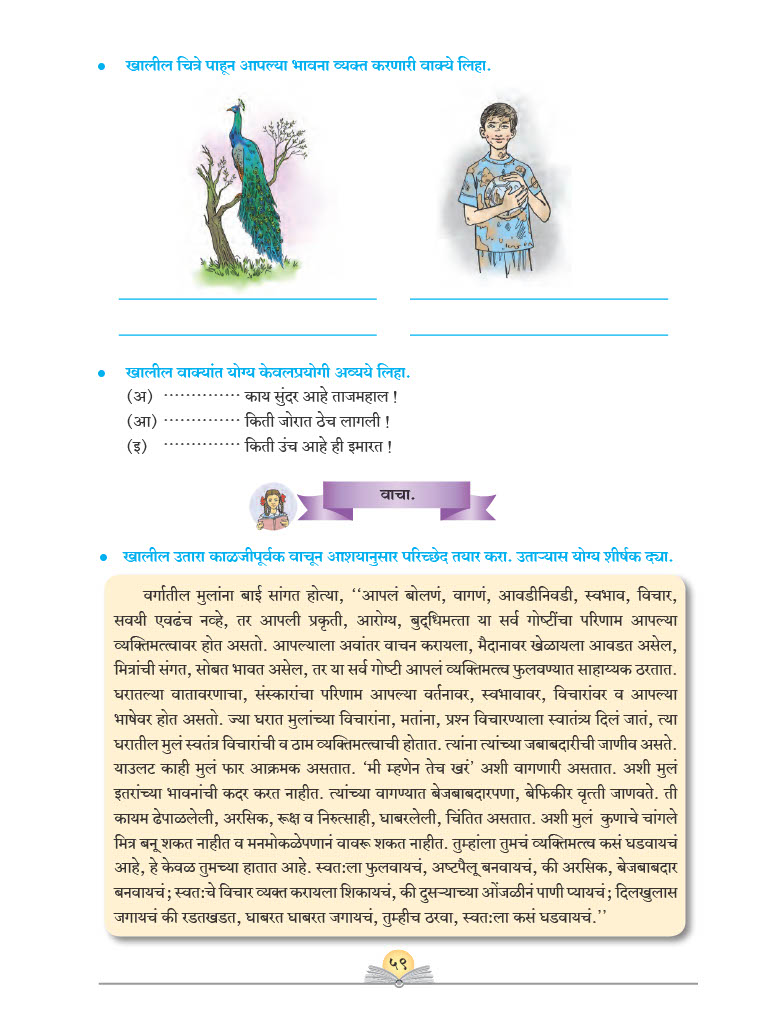 • खालील चित्रे पाहून आपल्या भावना व्यक्त करणारी वाक्ये लिहा.
• खालील वाक्यांत योग्य केवलप्रयोगी अव्यये लिहा.
(अ) ·············· काय सुंदर आहे ताजमहाल !
(आ) ·············· किती जोरात ठेच लागली !
(इ) ·············· किती उंच आहे ही इमारत !
वाचा.
• खालील उतारा काळजीपूर्वक वाचून आशयानुसार परिच्छेद तयार करा. उताऱ्यास योग्य शीर्षक द्या.
वर्गातील मुलांना बाई सांगत होत्या, ‘‘आपलं बोलणं, वागणं, आवडीनिवडी, स्वभाव, विचार,
सवयी एवढंच नव्हे, तर आपली प्रकृती, आरोग्य, बुद्धिमत्ता या सर्व गोष्टींचा परिणाम आपल्या
व्यक्तिमत्त्वावर होत असतो. आपल्याला अवांतर वाचन करायला, मैदानावर खेळायला आवडत असेल,
मित्रांची संगत, सोबत भावत असेल, तर या सर्व गोष्टी आपलं व्यक्तिमत्त्व फुलवण्यात साहाय्यक ठरतात.
घरातल्या वातावरणाचा, संस्कारांचा परिणाम आपल्या वर्तनावर, स्वभावावर, विचारांवर व आपल्या
भाषेवर होत असतो. ज्या घरात मुलांच्या विचारांना, मतांना, प्रश्न विचारण्याला स्वातंत्र्य दिलं जातं, त्या
घरातील मुलं स्वतंत्र विचारांची व ठाम व्यक्तिमत्त्वाची होतात. त्यांना त्यांच्या जबाबदारीची जाणीव असते.
याउलट काही मुलं फार आक्रमक असतात. ‘मी म्हणेन तेच खरं’ अशी वागणारी असतात. अशी मुलं
इतरांच्या भावनांची कदर करत नाहीत. त्यांच्या वागण्यात बेजबाबदारपणा, बेफिकीर वृत्ती जाणवते. ती
कायम ढेपाळलेली, अरसिक, रूक्ष व निरुत्साही, घाबरलेली, चिंतित असतात. अशी मुलं कुणाचे चांगले
मित्र बनू शकत नाहीत व मनमोकळेपणानं वावरू शकत नाहीत. तुम्हांला तुमचं व्यक्तिमत्त्व कसं घडवायचं
आहे, हे केवळ तुमच्या हातात आहे. स्वत:ला फुलवायचं, अष्टपैलू बनवायचं, की अरसिक, बेजबाबदार
बनवायचं; स्वत:चे विचार व्यक्त करायला शिकायचं, की दुसऱ्याच्या ओंजळीनं पाणी प्यायचं; दिलखुलास
जगायचं की रडतखडत, घाबरत घाबरत जगायचं, तुम्हीच ठरवा, स्वत:ला कसं घडवायचं.’’
५९